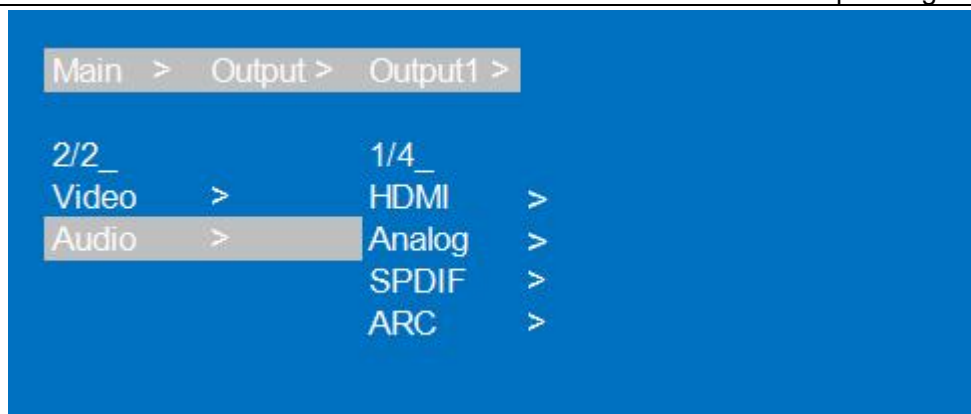 Main > Output > Output1 >
2/2_ 1/4_
Video > HDMI >
Audio > Analog >
SPDIF >
ARC >